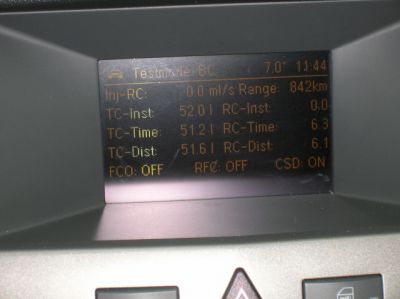 Testmode BC 7.0° 11:44
Inj-RC: 0.0 ml/s Range: 842km
TC-Inst: 52.0 l RC-Inst: 0.0
TC-Time: 51.2 l RC-Time: 6.3
TC-Dist: 51.6 l RC-Dist: 6.1
FCO: OFF RFC: OFF CSD: ON